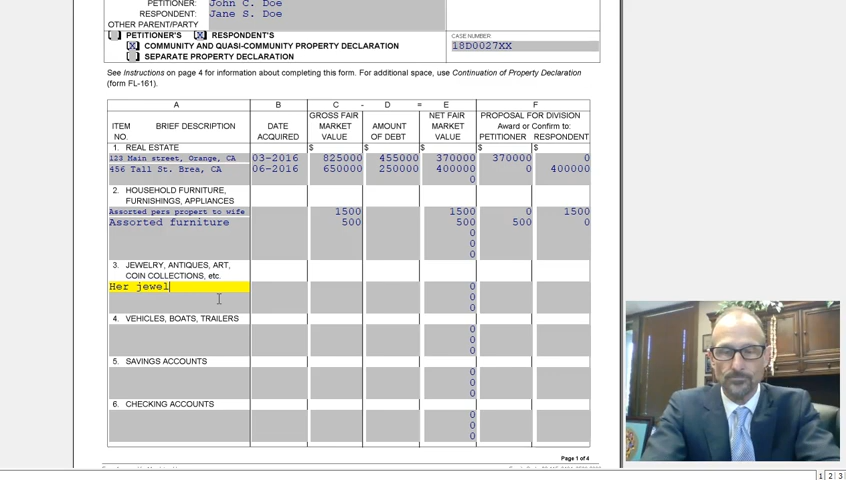 PETITIONER: John C. Doe
RESPONDENT: Jane S. Doe
OTHER PARENT/PARTY
PETITIONER'S X RESPONDENT'S
X COMMUNITY AND QUASI-COMMUNITY PROPERTY DECLARATION
SEPARATE PROPERTY DECLARATION
CASE NUMBER:
18D0027XX
See Instructions on page 4 for information about completing this form. For additional space, use Continuation of Property Declaration
(form FL-161).
A B C - D = E F
ITEM NO. BRIEF DESCRIPTION DATE ACQUIRED GROSS FAIR MARKET VALUE AMOUNT OF DEBT NET FAIR MARKET VALUE PROPOSAL FOR DIVISION Award or Confirm to: PETITIONER RESPONDENT
1. REAL ESTATE $ $ $ $ $
123 Main street, Orange, CA 03-2016 825000 455000 370000 370000 0
456 Tall St. Brea, CA 06-2016 650000 250000 400000 0 400000
0
2. HOUSEHOLD FURNITURE,
FURNISHINGS, APPLIANCES
Assorted pers propert to wife 1500 1500 0 1500
Assorted furniture 500 500 500 0
0
0
0
3. JEWELRY, ANTIQUES, ART,
COIN COLLECTIONS, etc.
Her jewel 0
0
0
4. VEHICLES, BOATS, TRAILERS
0
0
0
5. SAVINGS ACCOUNTS
0
0
0
6. CHECKING ACCOUNTS
0
0
0
Page 1 of 4
1 2 3